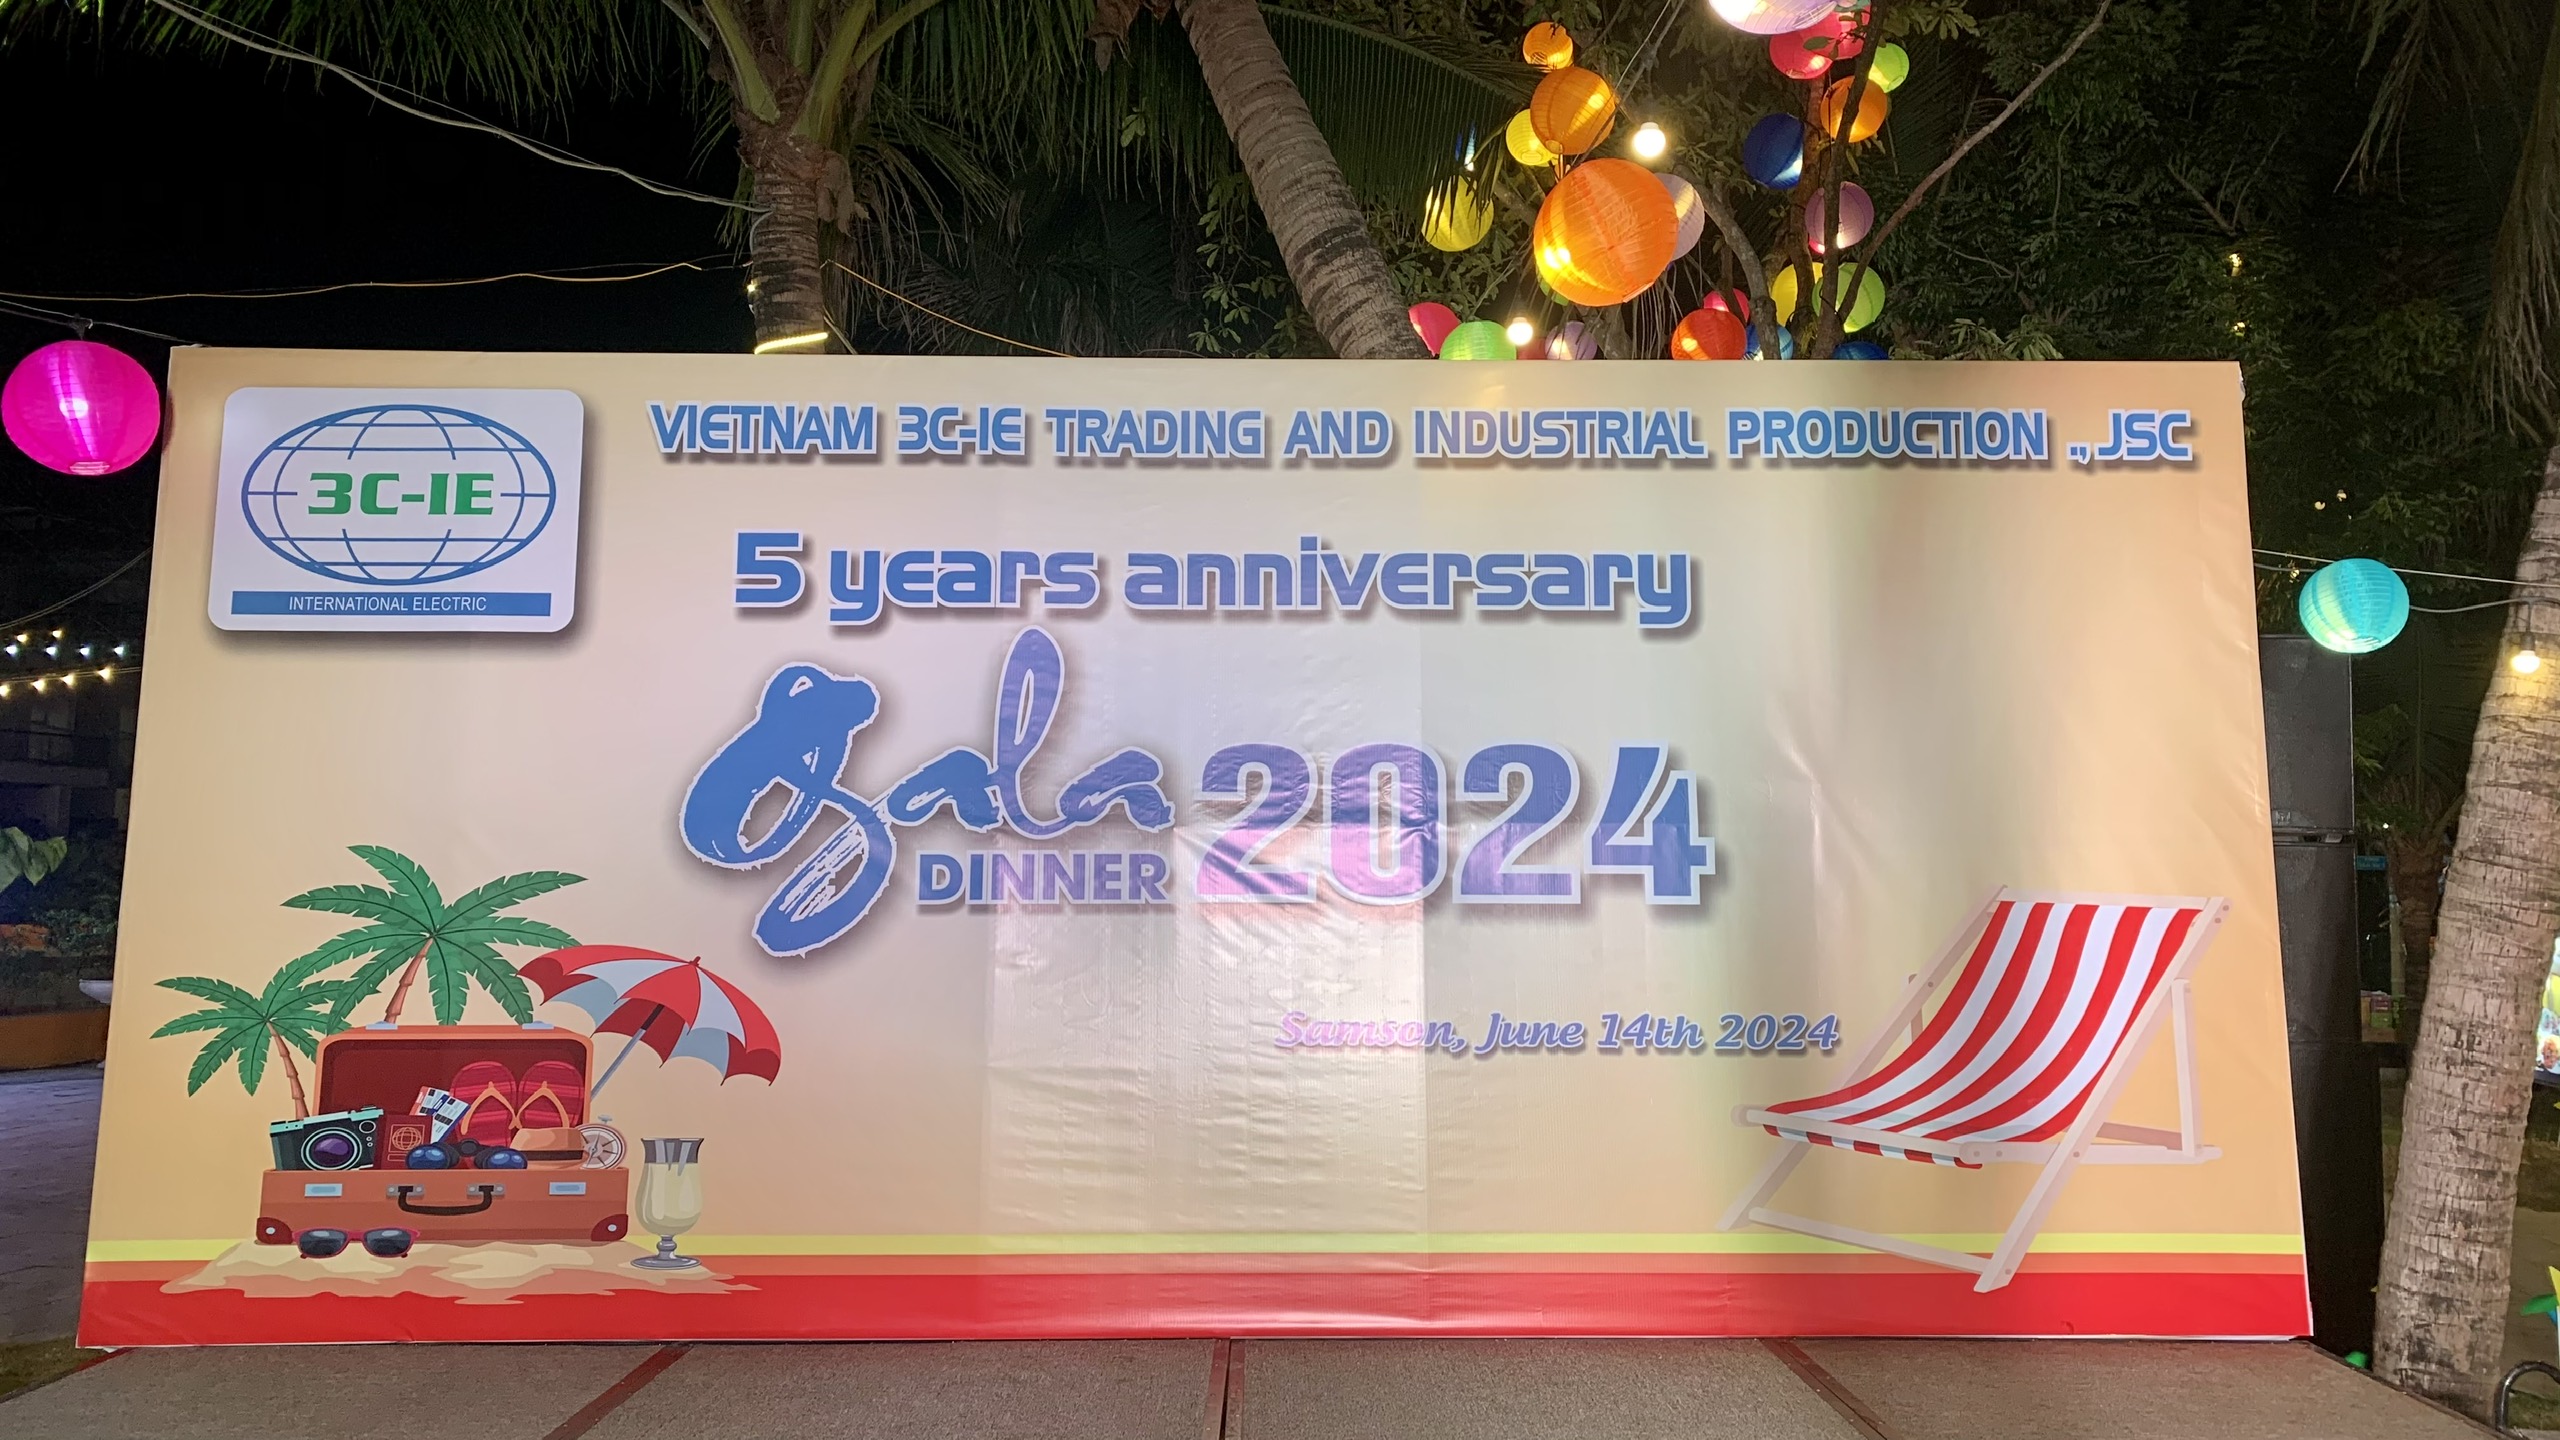 VIETNAM 3C-IE TRADING AND INDUSTRIAL PRODUCTION ., JSC
3C-IE
INTERNATIONAL ELECTRIC
5 years anniversary
gala
DINNER 2024
Samson, June 14th 2024